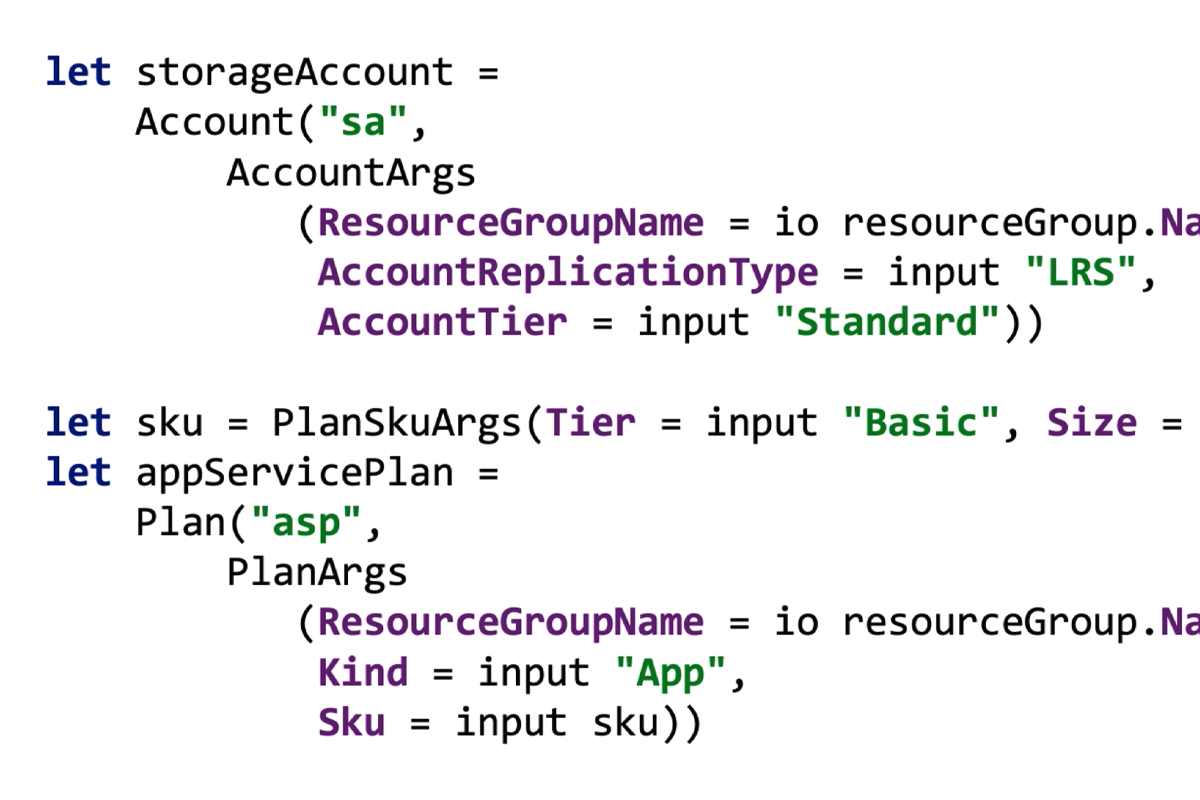 let storageAccount =
    Account("sa",
        AccountArgs
           (ResourceGroupName = io resourceGroup.Na
            AccountReplicationType = input "LRS",
            AccountTier = input "Standard"))

let sku = PlanSkuArgs(Tier = input "Basic", Size =
let appServicePlan =
    Plan("asp",
        PlanArgs
           (ResourceGroupName = io resourceGroup.Na
            Kind = input "App",
            Sku = input sku))